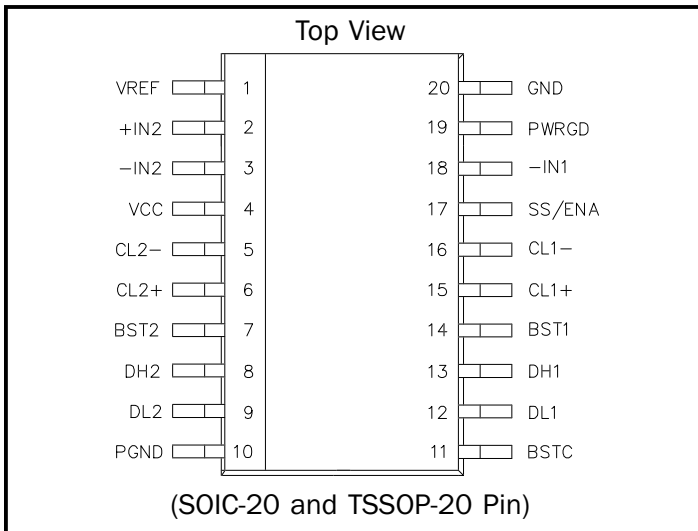 Top View
VREF 1 20 GND
+IN2 2 19 PWRGD
-IN2 3 18 -IN1
VCC 4 17 SS/ENA
CL2- 5 16 CL1-
CL2+ 6 15 CL1+
BST2 7 14 BST1
DH2 8 13 DH1
DL2 9 12 DL1
PGND 10 11 BSTC
(SOIC-20 and TSSOP-20 Pin)